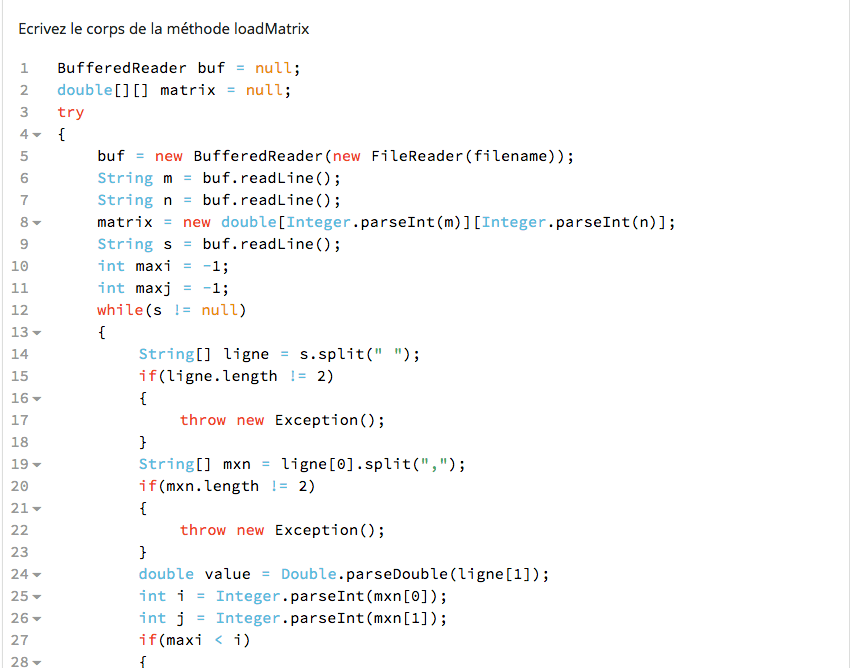 Ecrivez le corps de la méthode loadMatrix
1 BufferedReader buf = null;
2 double[][] matrix = null;
3 try
4 {
5 buf = new BufferedReader(new FileReader(filename));
6 String m = buf.readLine();
7 String n = buf.readLine();
8 matrix = new double[Integer.parseInt(m)][Integer.parseInt(n)];
9 String s = buf.readLine();
10 int maxi = -1;
11 int maxj = -1;
12 while(s != null)
13 {
14 String[] ligne = s.split(" ");
15 if(ligne.length != 2)
16 {
17 throw new Exception();
18 }
19 String[] mxn = ligne[0].split(",");
20 if(mxn.length != 2)
21 {
22 throw new Exception();
23 }
24 double value = Double.parseDouble(ligne[1]);
25 int i = Integer.parseInt(mxn[0]);
26 int j = Integer.parseInt(mxn[1]);
27 if(maxi < i)
28 {